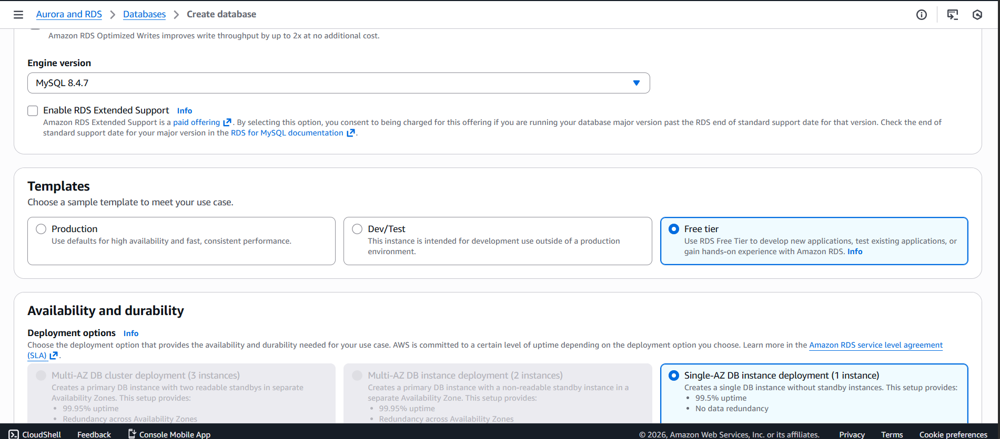 Aurora and RDS > Databases > Create database
Amazon RDS Optimized Writes improves write throughput by up to 2x at no additional cost.
Engine version
MySQL 8.4.7
Enable RDS Extended Support Info
Amazon RDS Extended Support is a paid offering. By selecting this option, you consent to being charged for this offering if you are running your database major version past the RDS end of standard support date for that version. Check the end of
standard support date for your major version in the RDS for MySQL documentation.
Templates
Choose a sample template to meet your use case.
Production
Use defaults for high availability and fast, consistent performance.
Dev/Test
This instance is intended for development use outside of a production
environment.
Free tier
Use RDS Free Tier to develop new applications, test existing applications, or
gain hands-on experience with Amazon RDS. Info
Availability and durability
Deployment options Info
Choose the deployment option that provides the availability and durability needed for your use case. AWS is committed to a certain level of uptime depending on the deployment option you choose. Learn more in the Amazon RDS service level agreement
(SLA).
Multi-AZ DB cluster deployment (3 instances)
Creates a primary DB instance with two readable standbys in separate
Availability Zones. This setup provides:
• 99.95% uptime
• Redundancy across Availability Zones
Multi-AZ DB instance deployment (2 instances)
Creates a primary DB instance with a non-readable standby instance in a
separate Availability Zone. This setup provides:
• 99.95% uptime
• Redundancy across Availability Zones
Single-AZ DB instance deployment (1 instance)
Creates a single DB instance without standby instances. This setup provides:
• 99.5% uptime
• No data redundancy
CloudShell Feedback Console Mobile App © 2026, Amazon Web Services, Inc. or its affiliates. Privacy Terms Cookie preferences